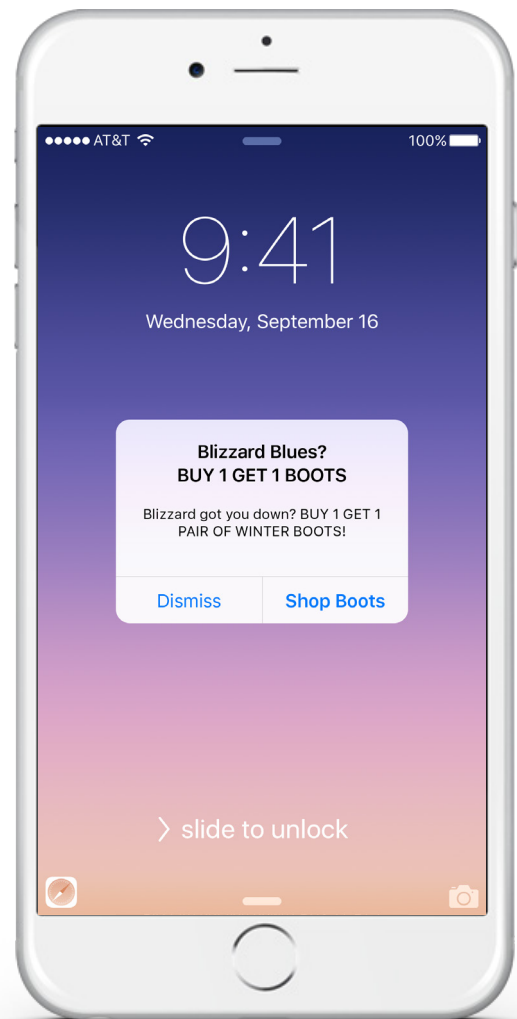 AT&T 100%
9:41
Wednesday, September 16
Blizzard Blues?
BUY 1 GET 1 BOOTS
Blizzard got you down? BUY 1 GET 1
PAIR OF WINTER BOOTS!
Dismiss Shop Boots
slide to unlock